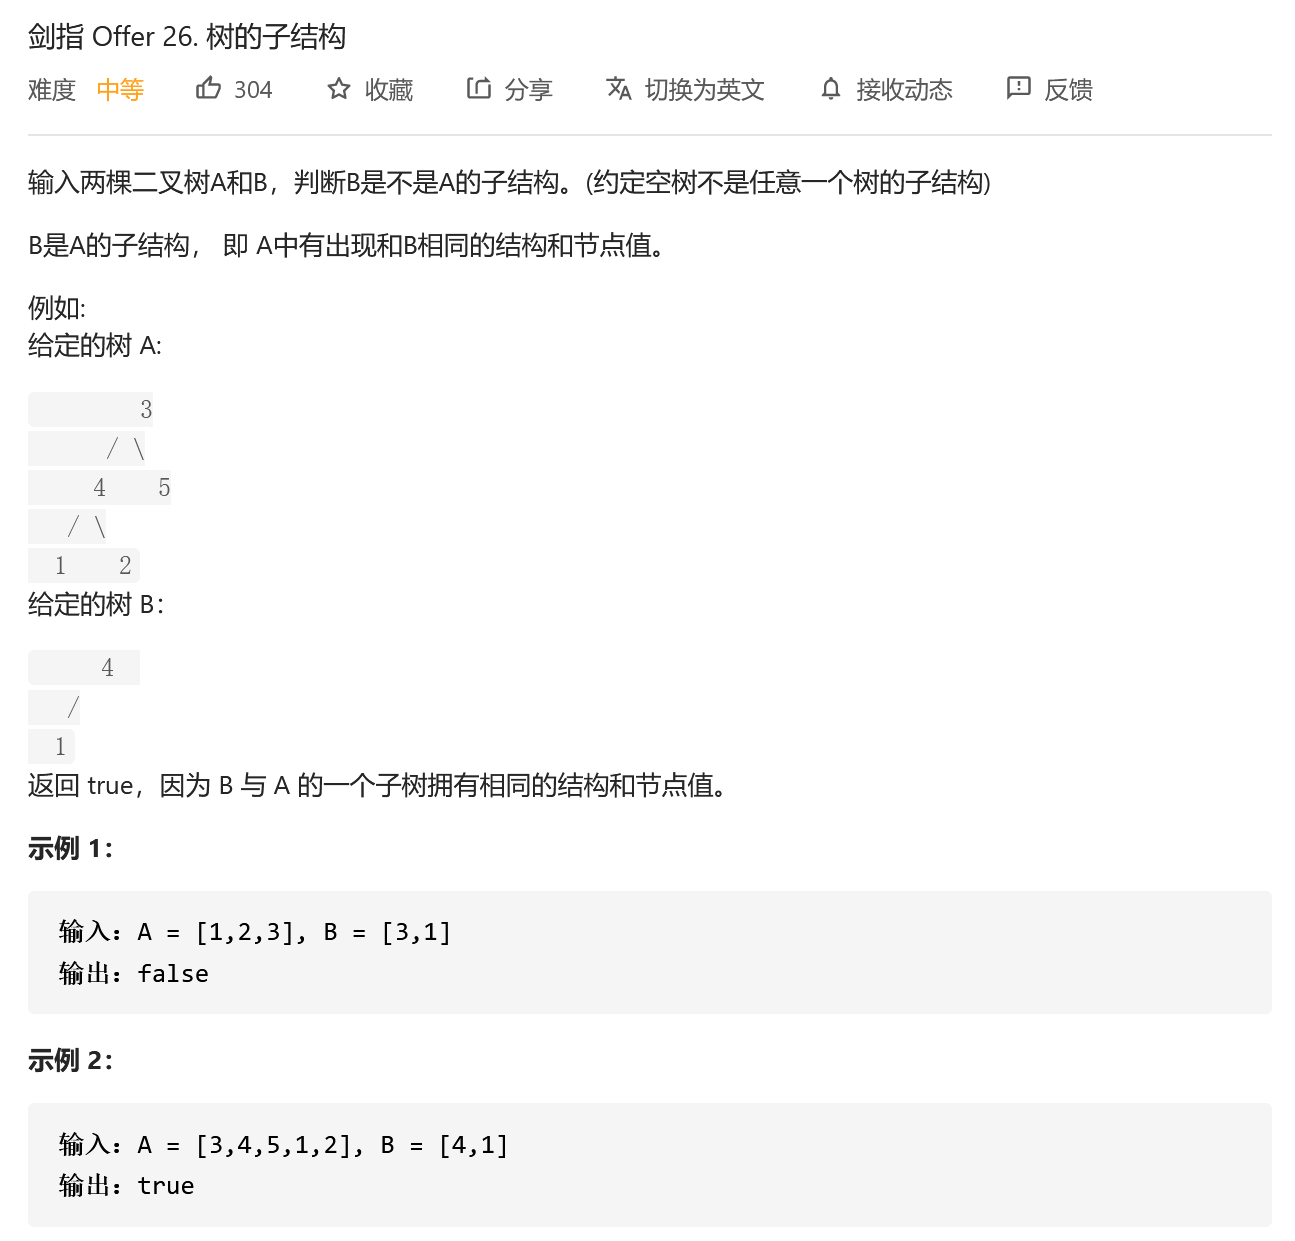 剑指 Offer 26. 树的子结构
难度 中等 304 收藏 分享 切换为英文 接收动态 反馈
输入两棵二叉树A和B，判断B是不是A的子结构。(约定空树不是任意一个树的子结构)
B是A的子结构， 即 A中有出现和B相同的结构和节点值。
例如:
给定的树 A:
3
/ \
4 5
/ \
1 2
给定的树 B：
4
/
1
返回 true，因为 B 与 A 的一个子树拥有相同的结构和节点值。
示例 1：
输入：A = [1,2,3], B = [3,1]
输出：false
示例 2：
输入：A = [3,4,5,1,2], B = [4,1]
输出：true